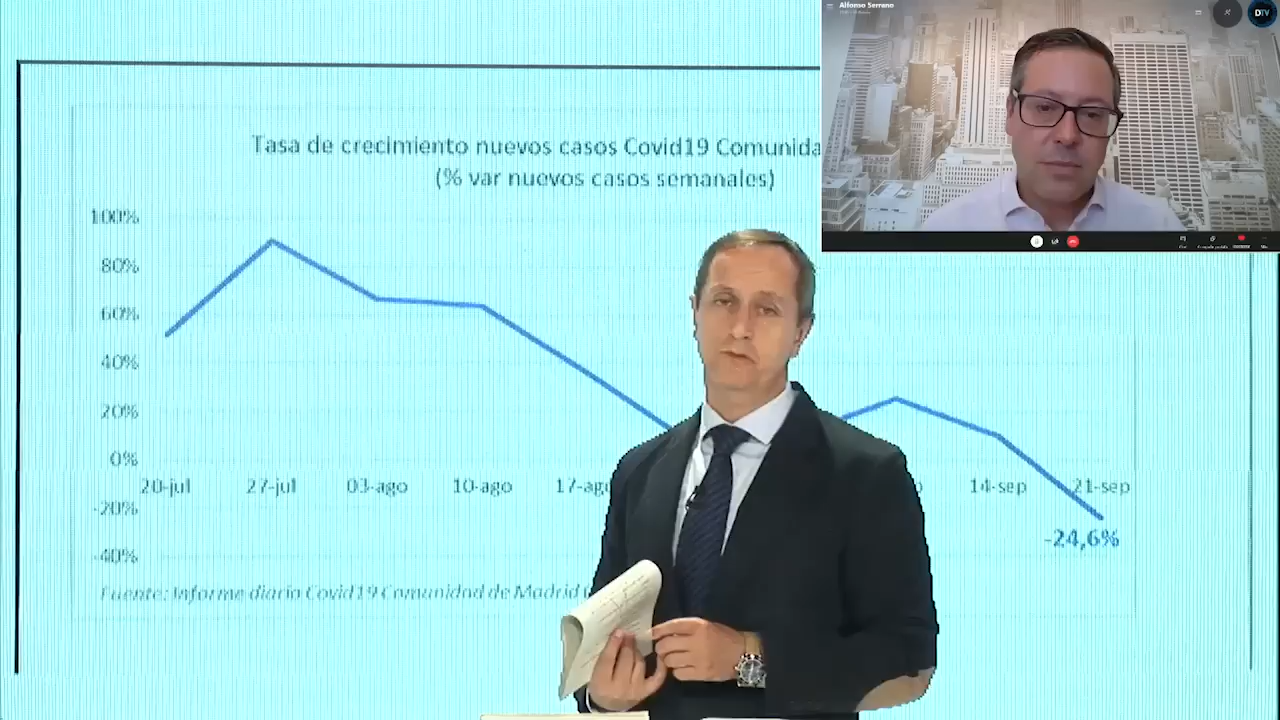 Alfonso Serrano
DTV
Tasa de crecimiento nuevos casos Covid19 Comunida
(% var nuevos casos semanales)
100%
80%
60%
40%
20%
0%
20-jul 27-jul 03-ago 10-ago 17-ago 14-sep 21-sep
-20%
-24,6%
-40%
Fuente: Informe diario Covid19 Comunidad de Madrid